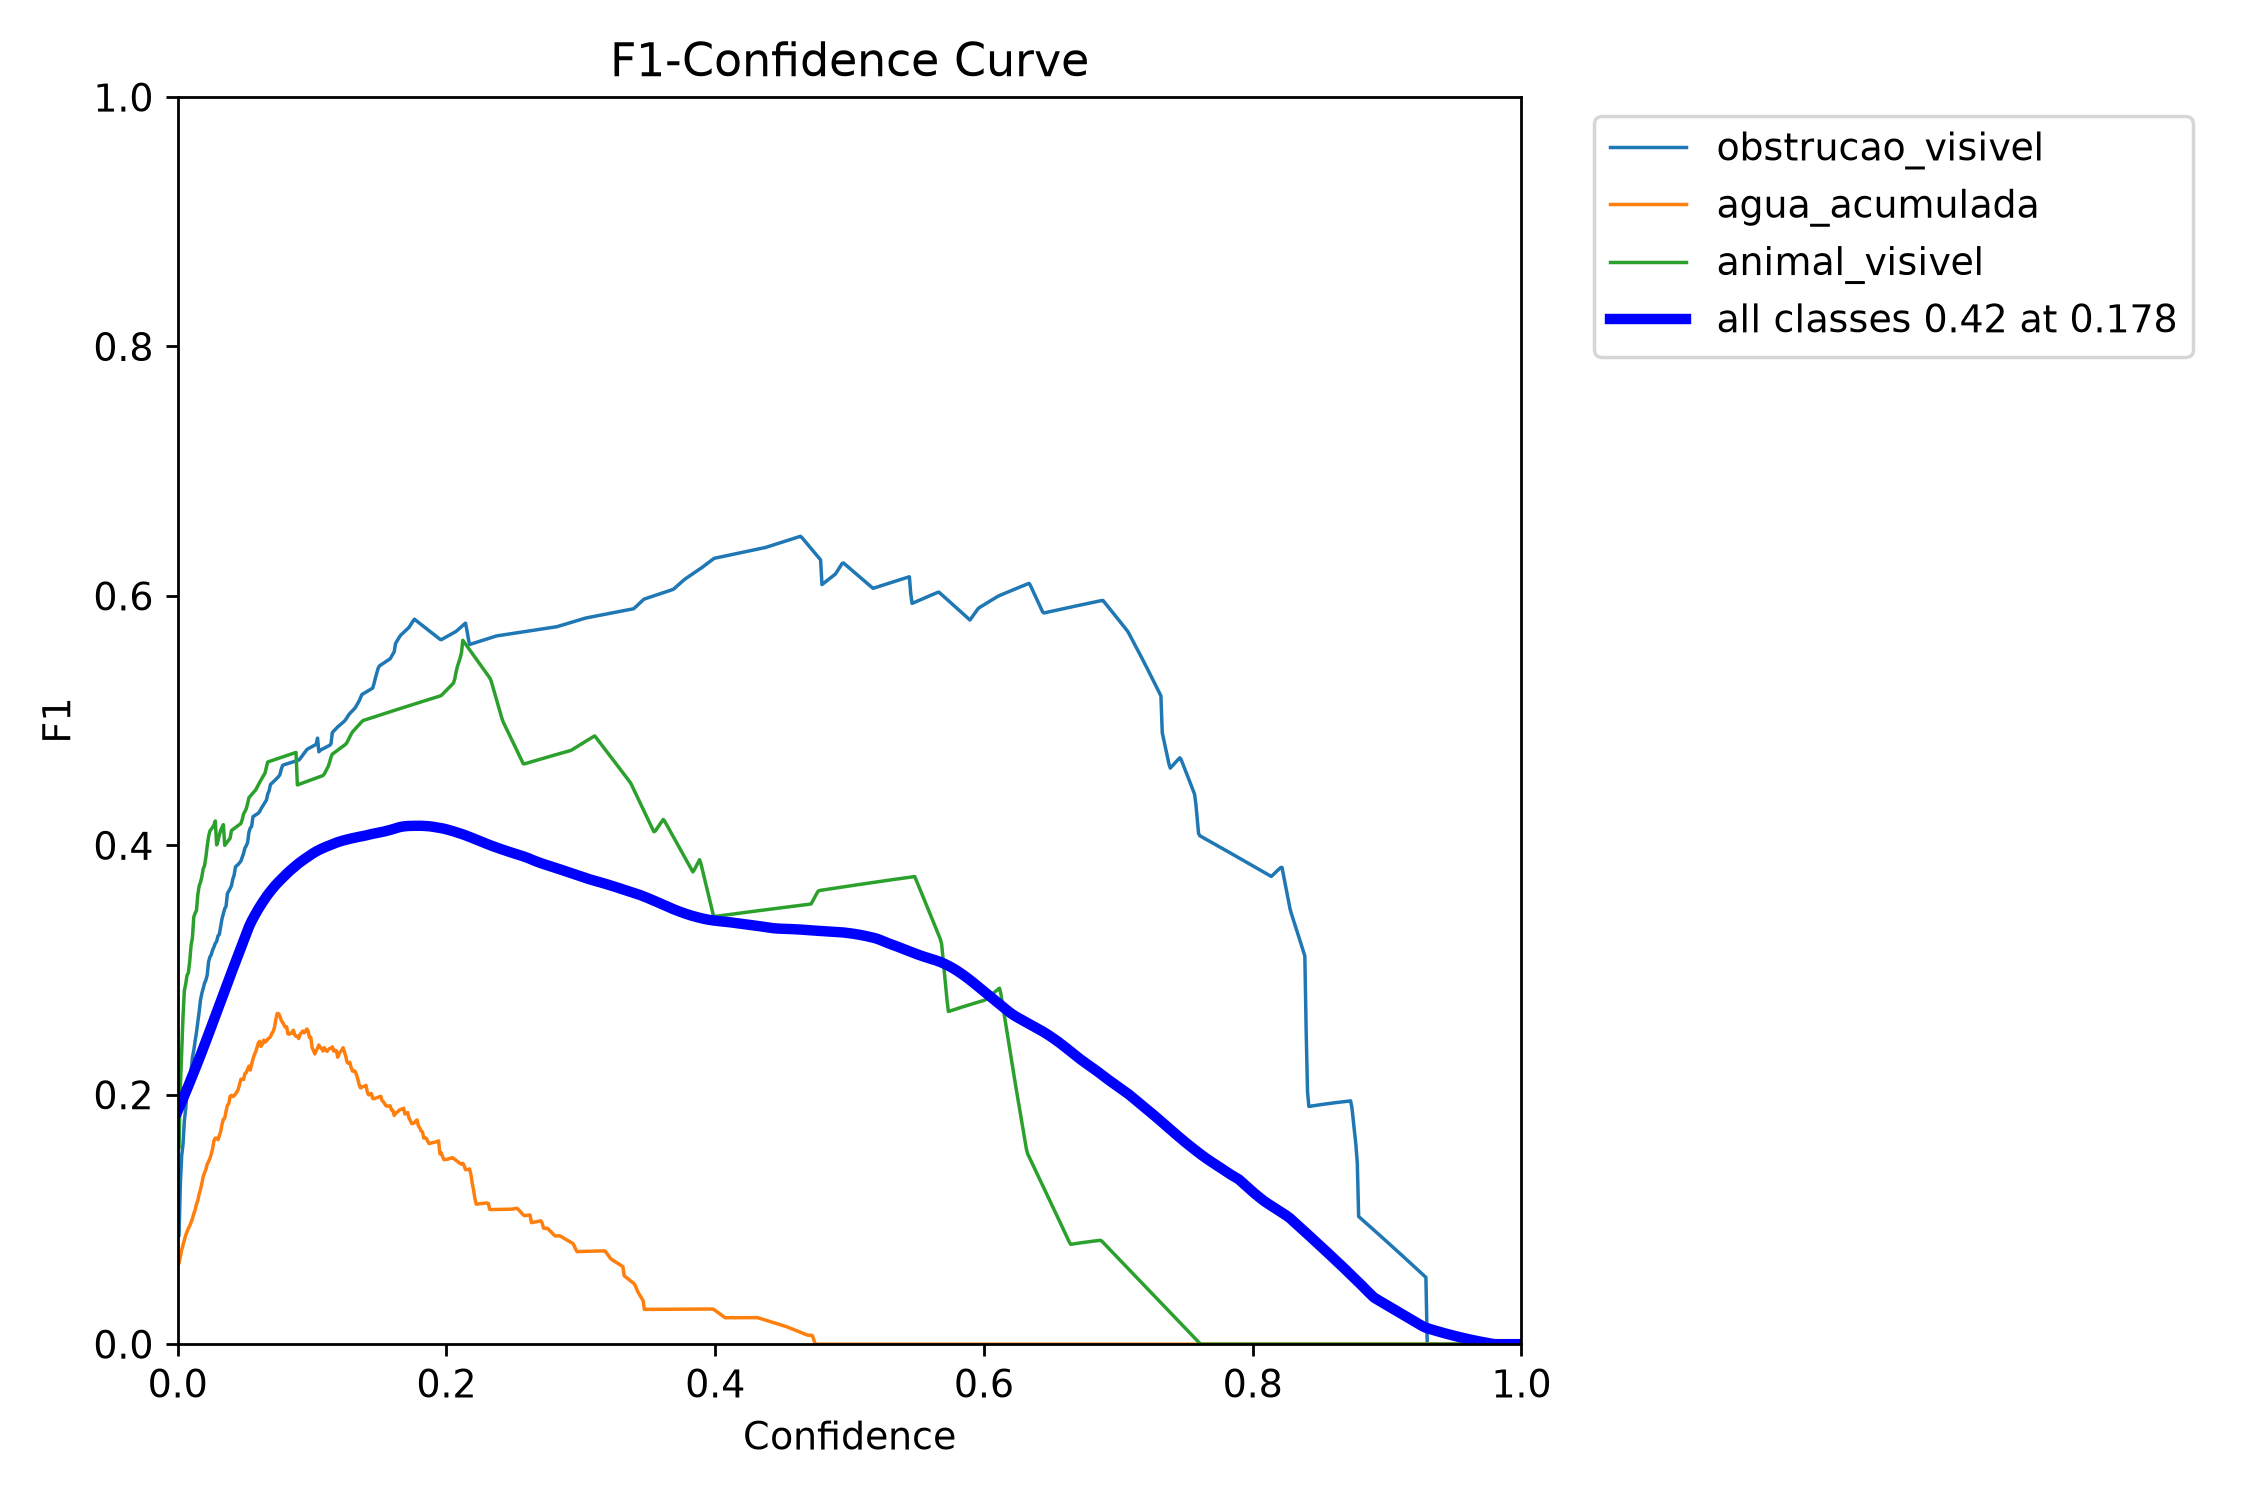 F1-Confidence Curve
1.0
0.8
0.6
0.4
0.2
0.0
F1
0.0 0.2 0.4 0.6 0.8 1.0
Confidence
obstrucao_visivel
agua_acumulada
animal_visivel
all classes 0.42 at 0.178